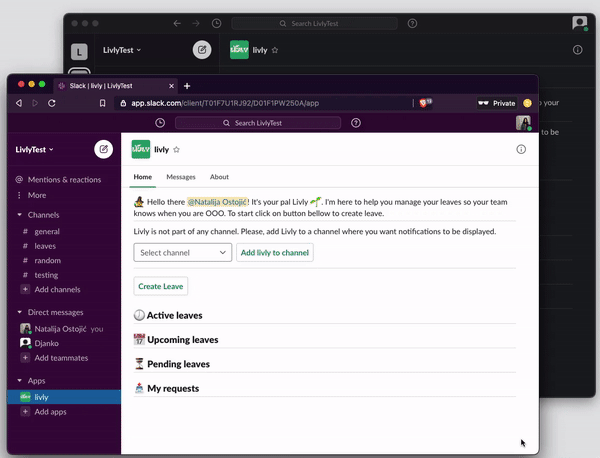 Search LivlyTest
L
LivlyTest
livly
Slack | livly | LivlyTest
app.slack.com/client/T01F7U1RJ92/D01F1PW250A/app
Private
Search LivlyTest
LivlyTest
livly
Mentions & reactions
More
Channels
# general
# leaves
# random
# testing
Add channels
Direct messages
Natalija Ostojić you
Djanko
Add teammates
Apps
livly
Add apps
Home Messages About
Hello there @Natalija Ostojić! It's your pal Livly. I'm here to help you manage your leaves so your team
knows when you are OOO. To start click on button bellow to create leave.
Livly is not part of any channel. Please, add Livly to a channel where you want notifications to be displayed.
Select channel Add livly to channel
Create Leave
Active leaves
Upcoming leaves
Pending leaves
My requests
your
to be